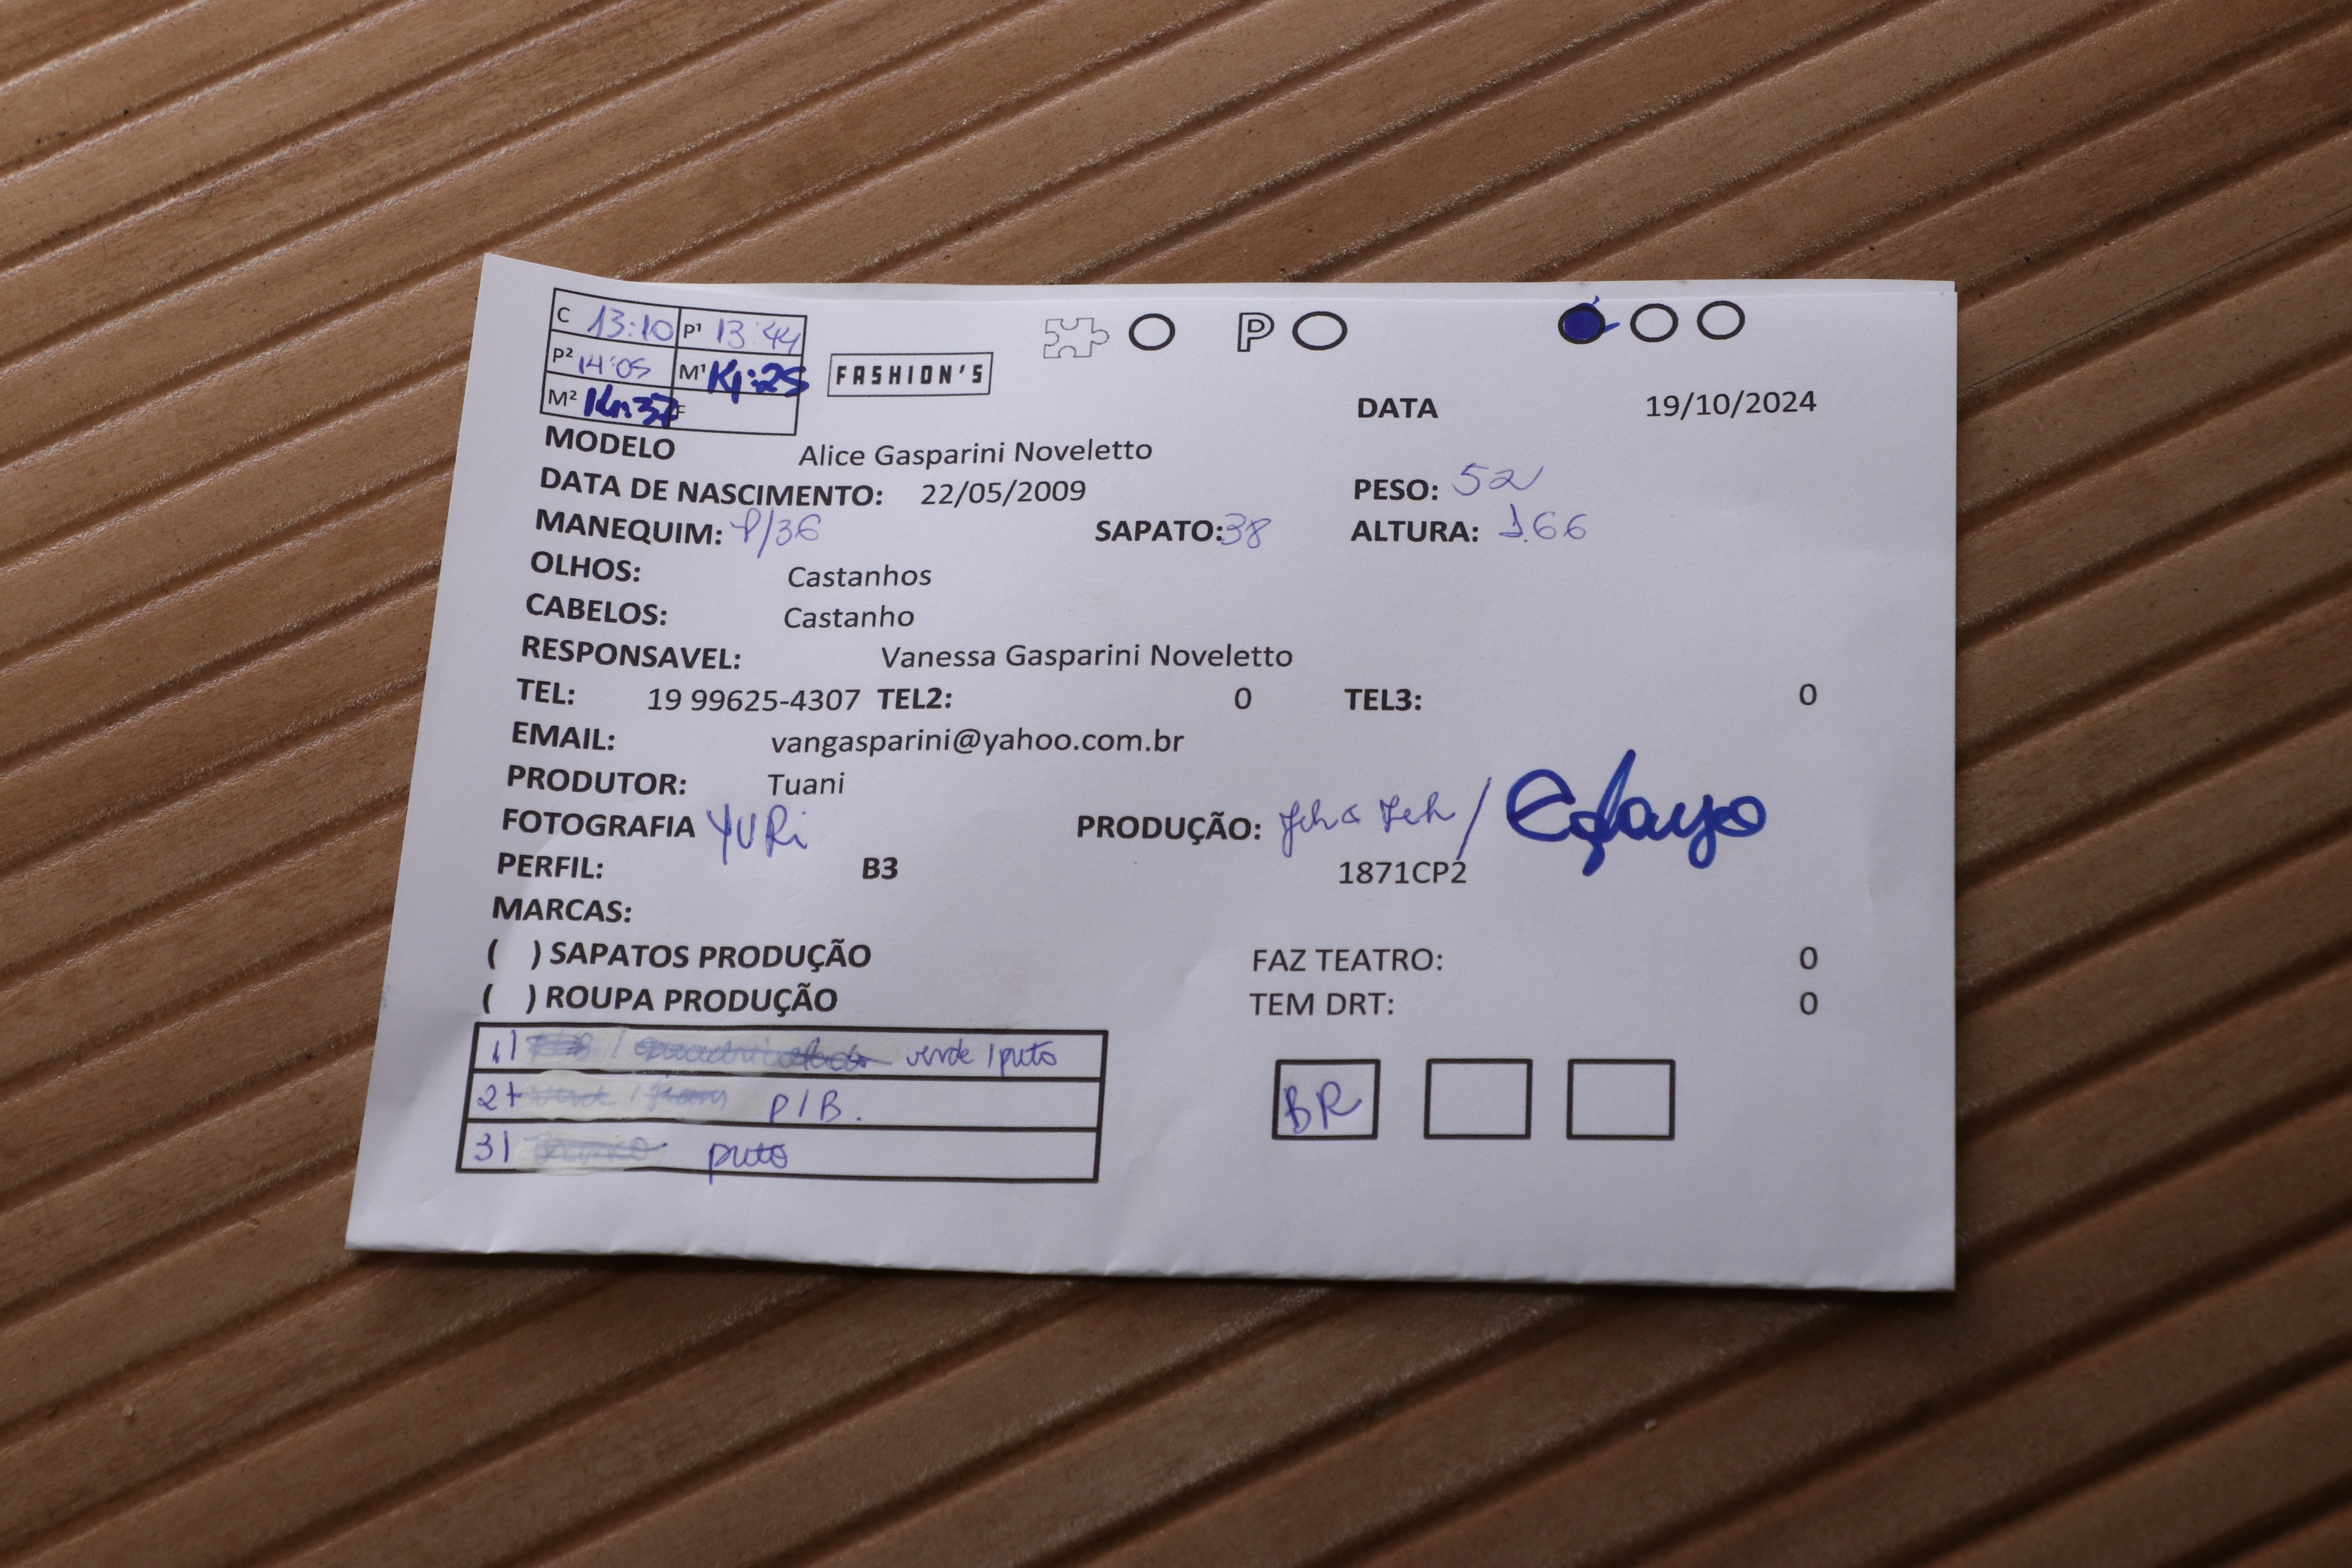 C 13:10 P¹ 13:44
P² 14:05 M¹
M² F
FASHION'S
P
DATA 19/10/2024
MODELO Alice Gasparini Noveletto
DATA DE NASCIMENTO: 22/05/2009 PESO: 52
MANEQUIM: P/36 SAPATO: 38 ALTURA: 1.66
OLHOS: Castanhos
CABELOS: Castanho
RESPONSAVEL: Vanessa Gasparini Noveletto
TEL: 19 99625-4307 TEL2: 0 TEL3: 0
EMAIL: vangasparini@yahoo.com.br
PRODUTOR: Tuani
FOTOGRAFIA YURi PRODUÇÃO: /
PERFIL: B3 1871CP2
MARCAS:
( ) SAPATOS PRODUÇÃO FAZ TEATRO: 0
( ) ROUPA PRODUÇÃO TEM DRT: 0
1) verde / preto
2) P/B.
3) preto
BR